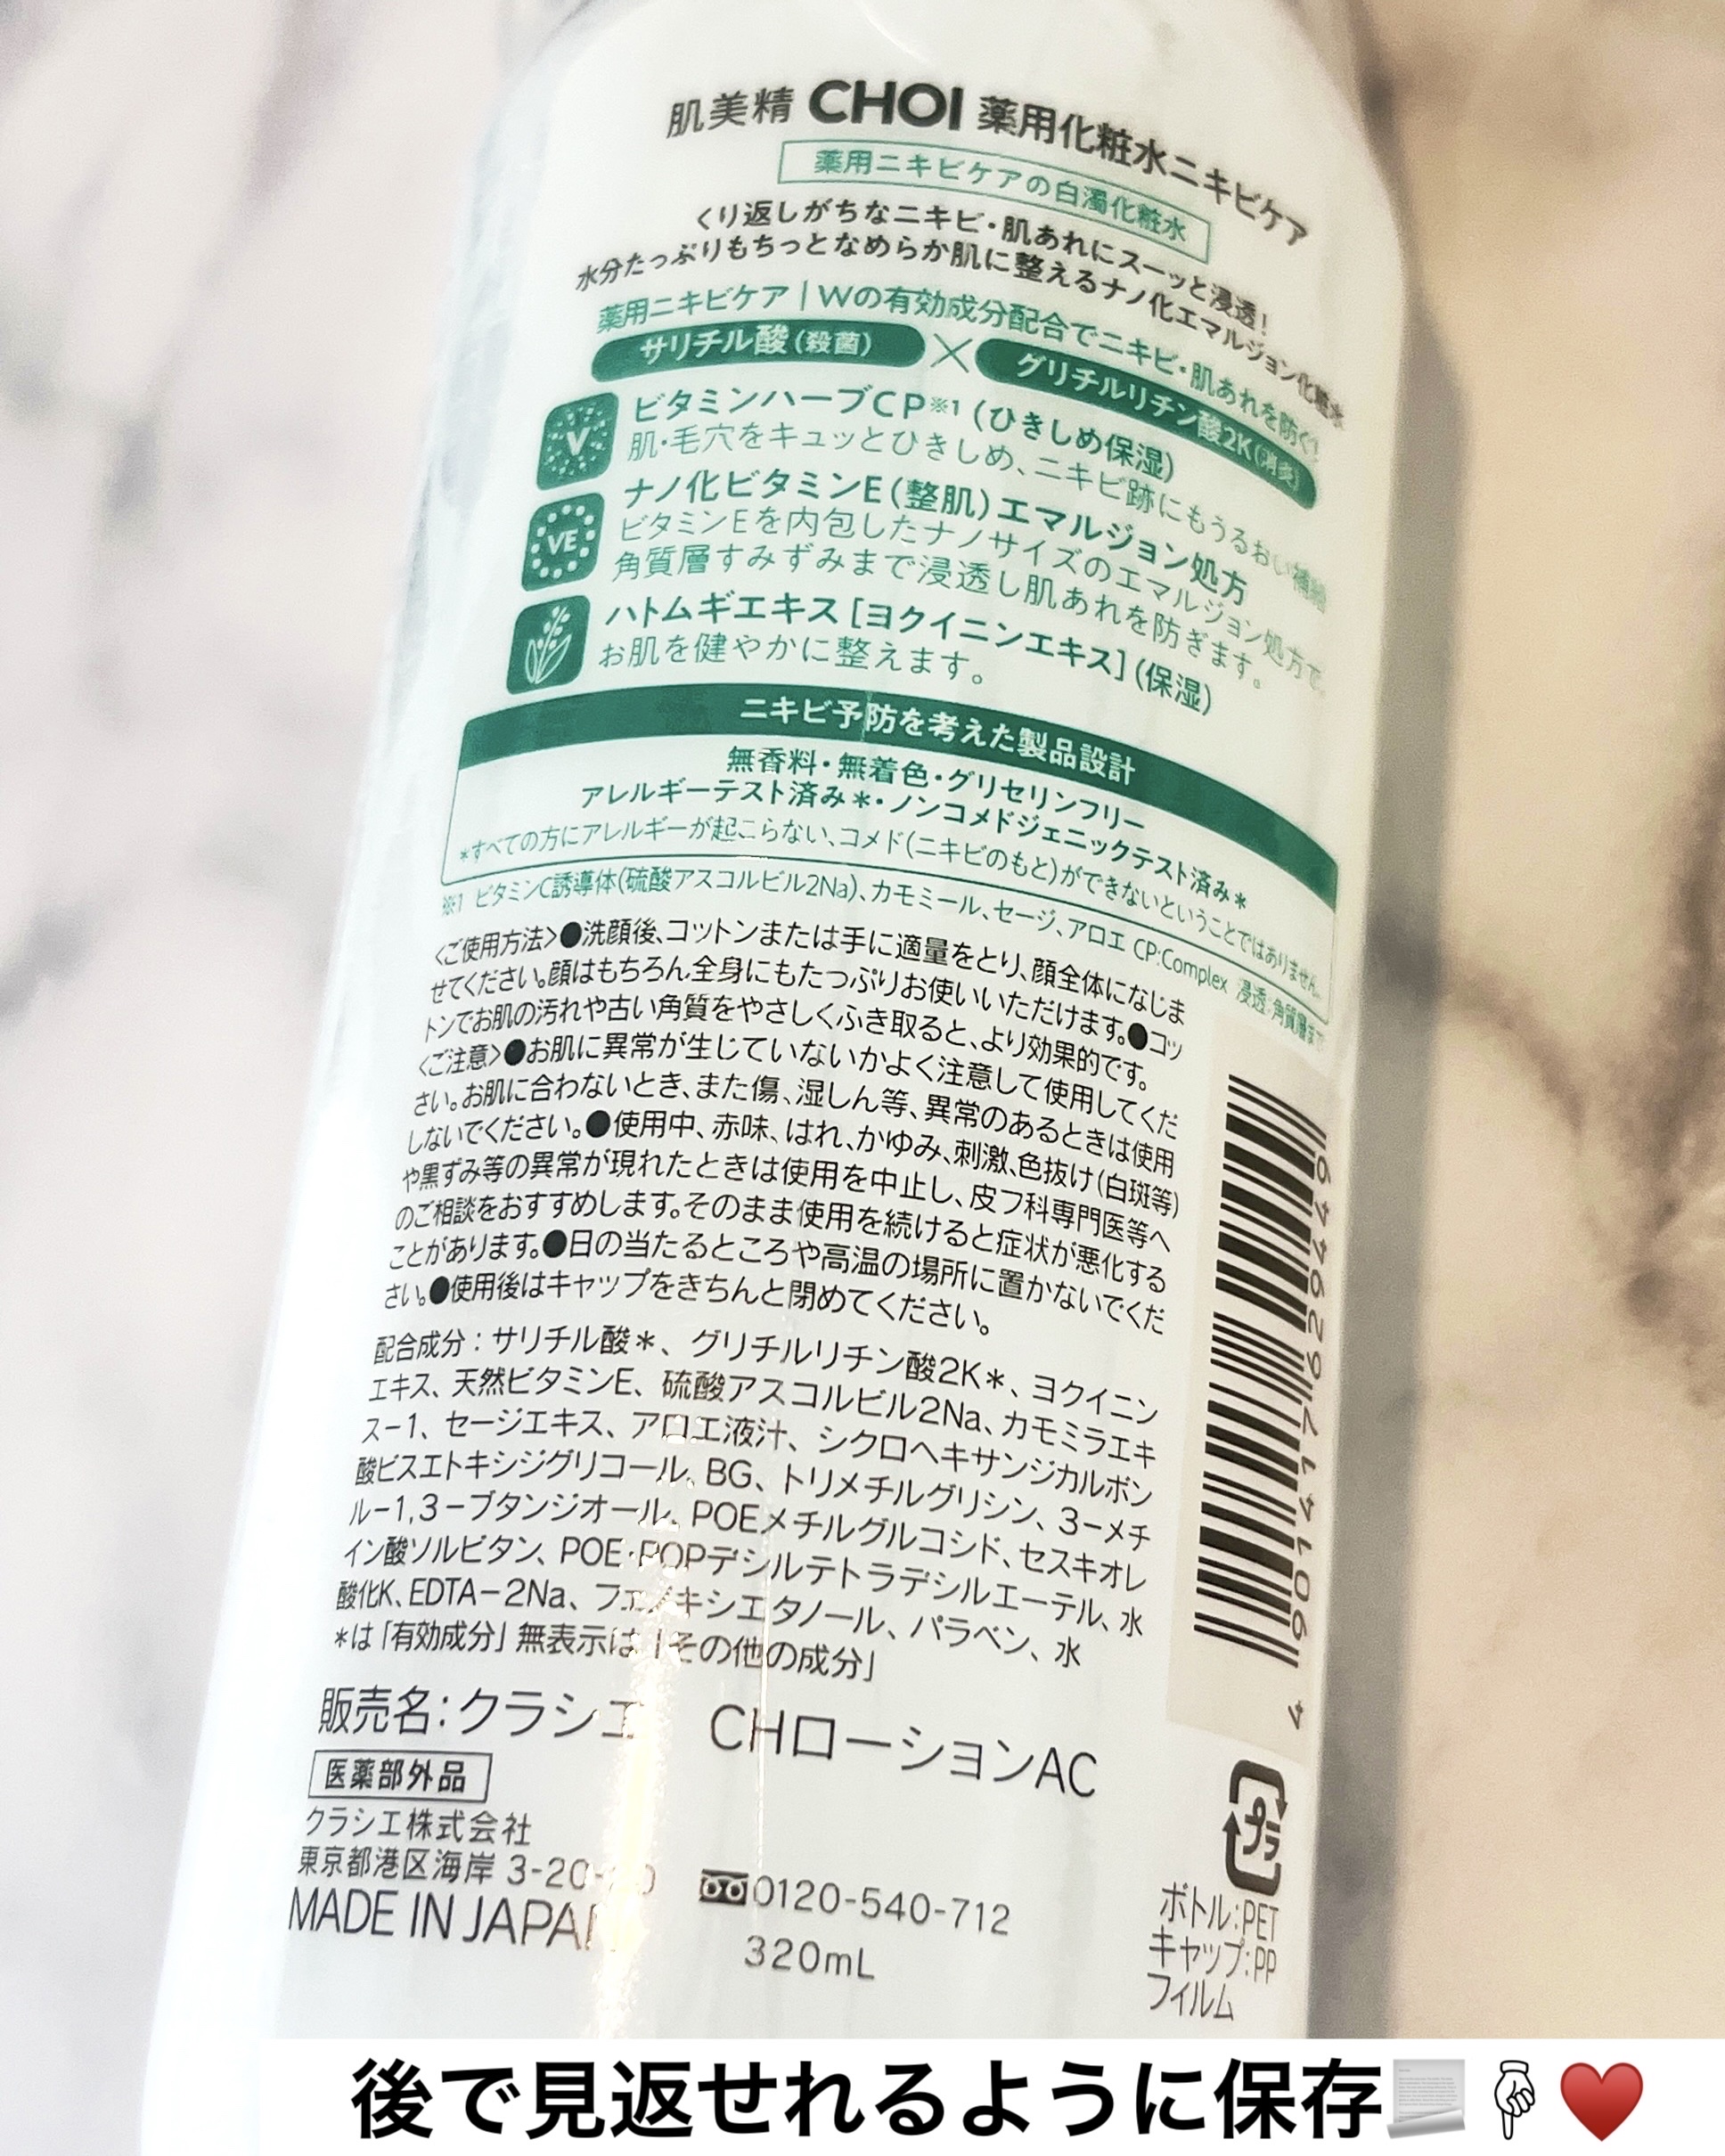 肌美精 CHOI 薬用化粧水ニキビケア
薬用ニキビケアの白濁化粧水
くり返しがちなニキビ・肌あれにスーッと浸透!
水分たっぷりもちっとなめらか肌に整えるナノ化エマルジョン化粧水
薬用ニキビケア|Wの有効成分配合でニキビ・肌あれを防ぐ!
サリチル酸(殺菌)×グリチルリチン酸2K(消炎)
V
ビタミンハーブCP※1(ひきしめ保湿)
肌・毛穴をキュッとひきしめ、ニキビ跡にもうるおい補給
VE
ナノ化ビタミンE(整肌)エマルジョン処方
ビタミンEを内包したナノサイズのエマルジョン処方で、
角質層すみずみまで浸透し肌あれを防ぎます。
ハトムギエキス[ヨクイニンエキス](保湿)
お肌を健やかに整えます。
ニキビ予防を考えた製品設計
無香料・無着色・グリセリンフリー
アレルギーテスト済み*・ノンコメドジェニックテスト済み*
*すべての方にアレルギーが起こらない、コメド(ニキビのもと)ができないということではありません。
※1 ビタミンC誘導体(硫酸アスコルビル2Na)、カモミール、セージ、アロエ CP:Complex 浸透:角質層まで
〈ご使用方法〉●洗顔後、コットンまたは手に適量をとり、顔全体になじま
せてください。顔はもちろん全身にもたっぷりお使いいただけます。●コッ
トンでお肌の汚れや古い角質をやさしくふき取ると、より効果的です。
〈ご注意〉●お肌に異常が生じていないかよく注意して使用してくだ
さい。お肌に合わないとき、また傷、湿しん等、異常のあるときは使用
しないでください。●使用中、赤味、はれ、かゆみ、刺激、色抜け(白斑等)
や黒ずみ等の異常が現れたときは使用を中止し、皮フ科専門医等へ
のご相談をおすすめします。そのまま使用を続けると症状が悪化する
ことがあります。●日の当たるところや高温の場所に置かないでくだ
さい。●使用後はキャップをきちんと閉めてください。
配合成分:サリチル酸*、グリチルリチン酸2K*、ヨクイニン
エキス、天然ビタミンE、硫酸アスコルビル2Na、カモミラエキ
ス-1、セージエキス、アロエ液汁、シクロヘキサンジカルボン
酸ビスエトキシジグリコール、BG、トリメチルグリシン、3-メチ
ル-1,3-ブタンジオール、POEメチルグルコシド、セスキオレ
イン酸ソルビタン、POE・POPデシルテトラデシルエーテル、水
酸化K、EDTA-2Na、フェノキシエタノール、パラベン、水
*は「有効成分」無表示は「その他の成分」
販売名:クラシエ CHローションAC
医薬部外品
クラシエ株式会社
東京都港区海岸 3-20-20
0120-540-712
MADE IN JAPAN
320mL
4 901417 629449
プラ
ボトル:PET
キャップ:PP
フィルム
後で見返せれるように保存📃👇❤️